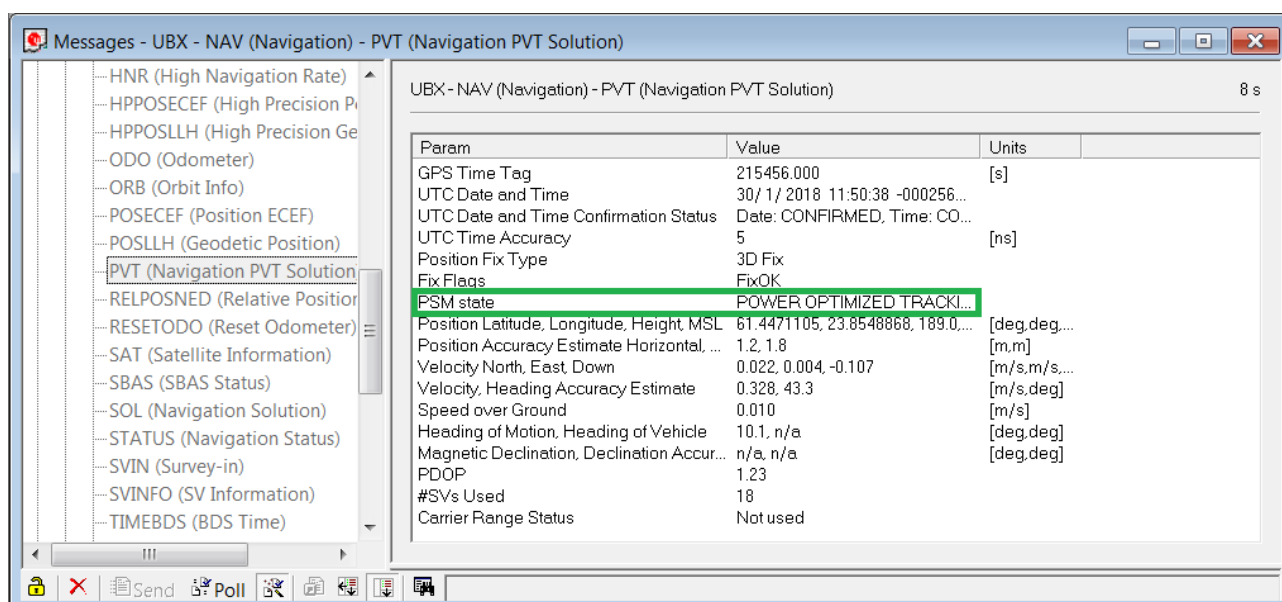 Messages - UBX - NAV (Navigation) - PVT (Navigation PVT Solution)
HNR (High Navigation Rate)
HPPOSECEF (High Precision P
HPPOSLLH (High Precision Ge
ODO (Odometer)
ORB (Orbit Info)
POSECEF (Position ECEF)
POSLLH (Geodetic Position)
PVT (Navigation PVT Solution
RELPOSNED (Relative Position
RESETODO (Reset Odometer)
SAT (Satellite Information)
SBAS (SBAS Status)
SOL (Navigation Solution)
STATUS (Navigation Status)
SVIN (Survey-in)
SVINFO (SV Information)
TIMEBDS (BDS Time)
UBX - NAV (Navigation) - PVT (Navigation PVT Solution) 8 s
Param Value Units
GPS Time Tag 215456.000 [s]
UTC Date and Time 30/ 1/ 2018 11:50:38 -000256...
UTC Date and Time Confirmation Status Date: CONFIRMED, Time: CO...
UTC Time Accuracy 5 [ns]
Position Fix Type 3D Fix
Fix Flags FixOK
PSM state POWER OPTIMIZED TRACKI...
Position Latitude, Longitude, Height, MSL 61.4471105, 23.8548868, 189.0,... [deg,deg,...
Position Accuracy Estimate Horizontal, ... 1.2, 1.8 [m,m]
Velocity North, East, Down 0.022, 0.004, -0.107 [m/s,m/s,...
Velocity, Heading Accuracy Estimate 0.328, 43.3 [m/s,deg]
Speed over Ground 0.010 [m/s]
Heading of Motion, Heading of Vehicle 10.1, n/a [deg,deg]
Magnetic Declination, Declination Accur... n/a, n/a [deg,deg]
PDOP 1.23
#SVs Used 18
Carrier Range Status Not used
Send Poll